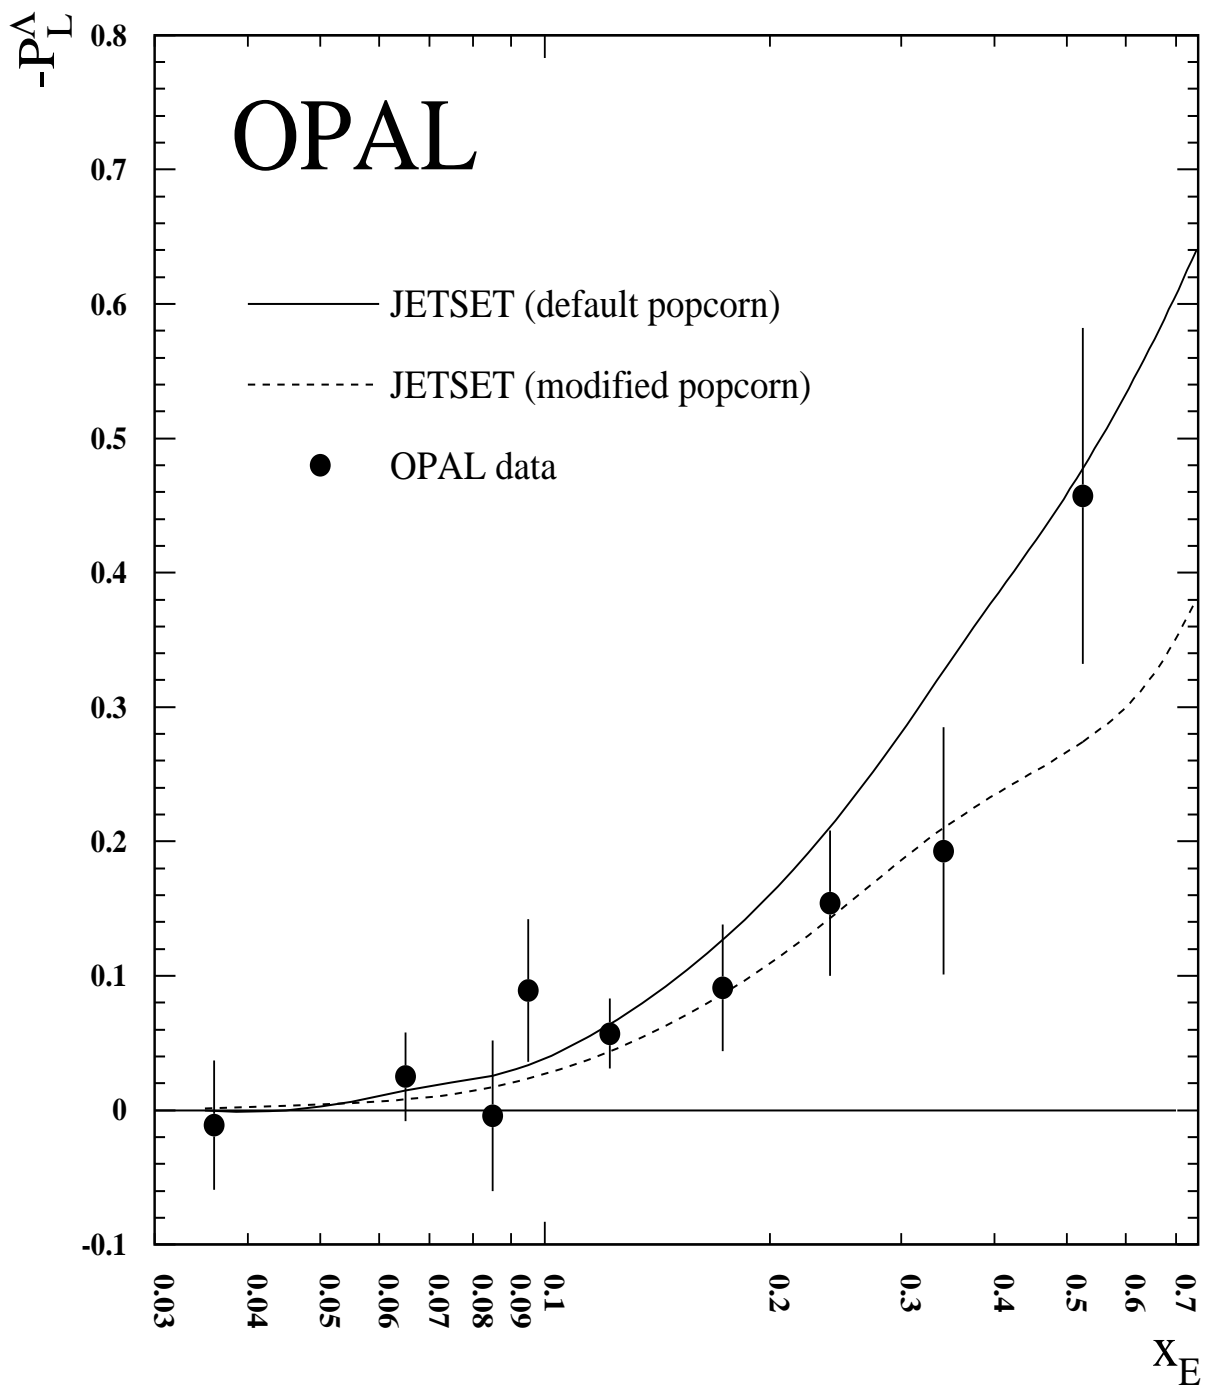 -P_L^Λ
0.8
OPAL
0.7
0.6
JETSET (default popcorn)
JETSET (modified popcorn)
0.5
OPAL data
0.4
0.3
0.2
0.1
0
-0.1
0.03 0.04 0.05 0.06 0.07 0.08 0.09 0.1 0.2 0.3 0.4 0.5 0.6 0.7
x_E